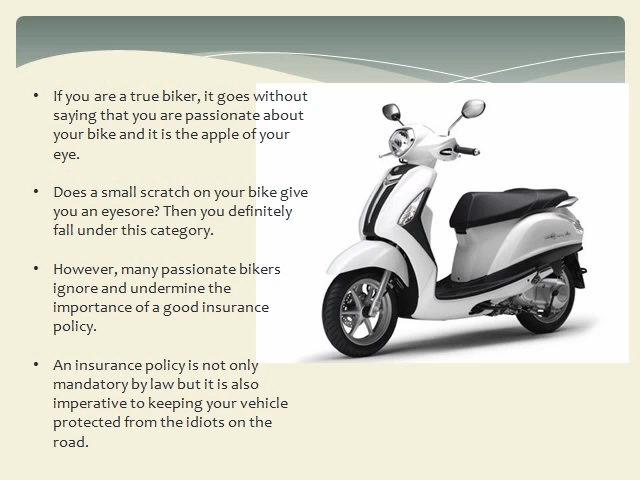 • If you are a true biker, it goes without
saying that you are passionate about
your bike and it is the apple of your
eye.
• Does a small scratch on your bike give
you an eyesore? Then you definitely
fall under this category.
• However, many passionate bikers
ignore and undermine the
importance of a good insurance
policy.
• An insurance policy is not only
mandatory by law but it is also
imperative to keeping your vehicle
protected from the idiots on the
road.